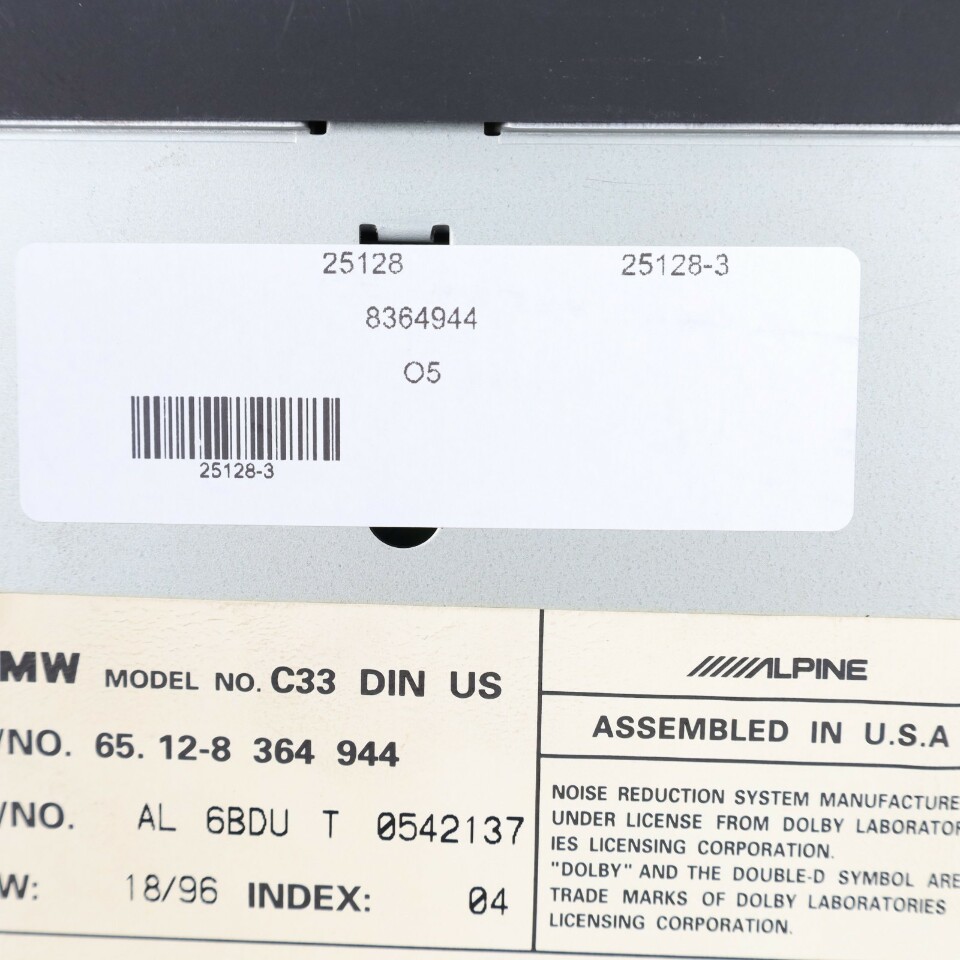 25128 25128-3
8364944
O5
25128-3
MW MODEL NO. C33 DIN US
/NO. 65. 12-8 364 944
/NO. AL 6BDU T 0542137
W: 18/96 INDEX: 04
ALPINE
ASSEMBLED IN U.S.A
NOISE REDUCTION SYSTEM MANUFACTURE
UNDER LICENSE FROM DOLBY LABORATOR
IES LICENSING CORPORATION.
"DOLBY" AND THE DOUBLE-D SYMBOL ARE
TRADE MARKS OF DOLBY LABORATORIES
LICENSING CORPORATION.